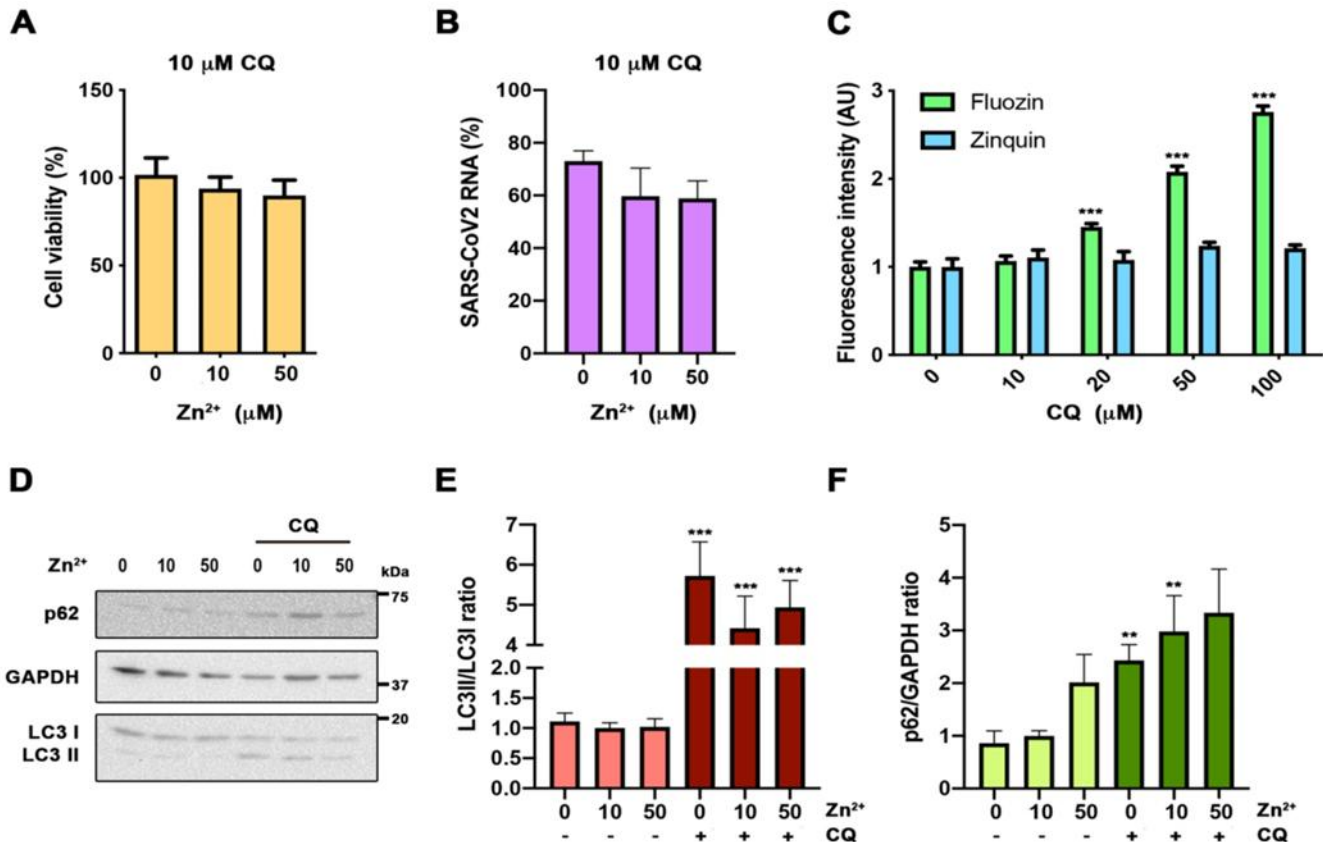 A
10 μM CQ
Cell viability (%)
150
100
50
0
0 10 50
Zn²⁺ (μM)
B
10 μM CQ
SARS-CoV2 RNA (%)
100
80
60
40
20
0
0 10 50
Zn²⁺ (μM)
C
Fluorescence intensity (AU)
3
2
1
0
Fluozin
Zinquin
***
***
***
0 10 20 50 100
CQ (μM)
D
CQ
Zn²⁺ 0 10 50 0 10 50 kDa
p62 75
GAPDH 37
20
LC3 I
LC3 II
E
LC3II/LC3I ratio
7
6
5
4
2.0
1.5
1.0
0.5
0.0
*** *** ***
0 10 50 0 10 50 Zn²⁺
- - - + + + CQ
F
p62/GAPDH ratio
5
4
3
2
1
0
** **
0 10 50 0 10 50 Zn²⁺
- - - + + + CQ